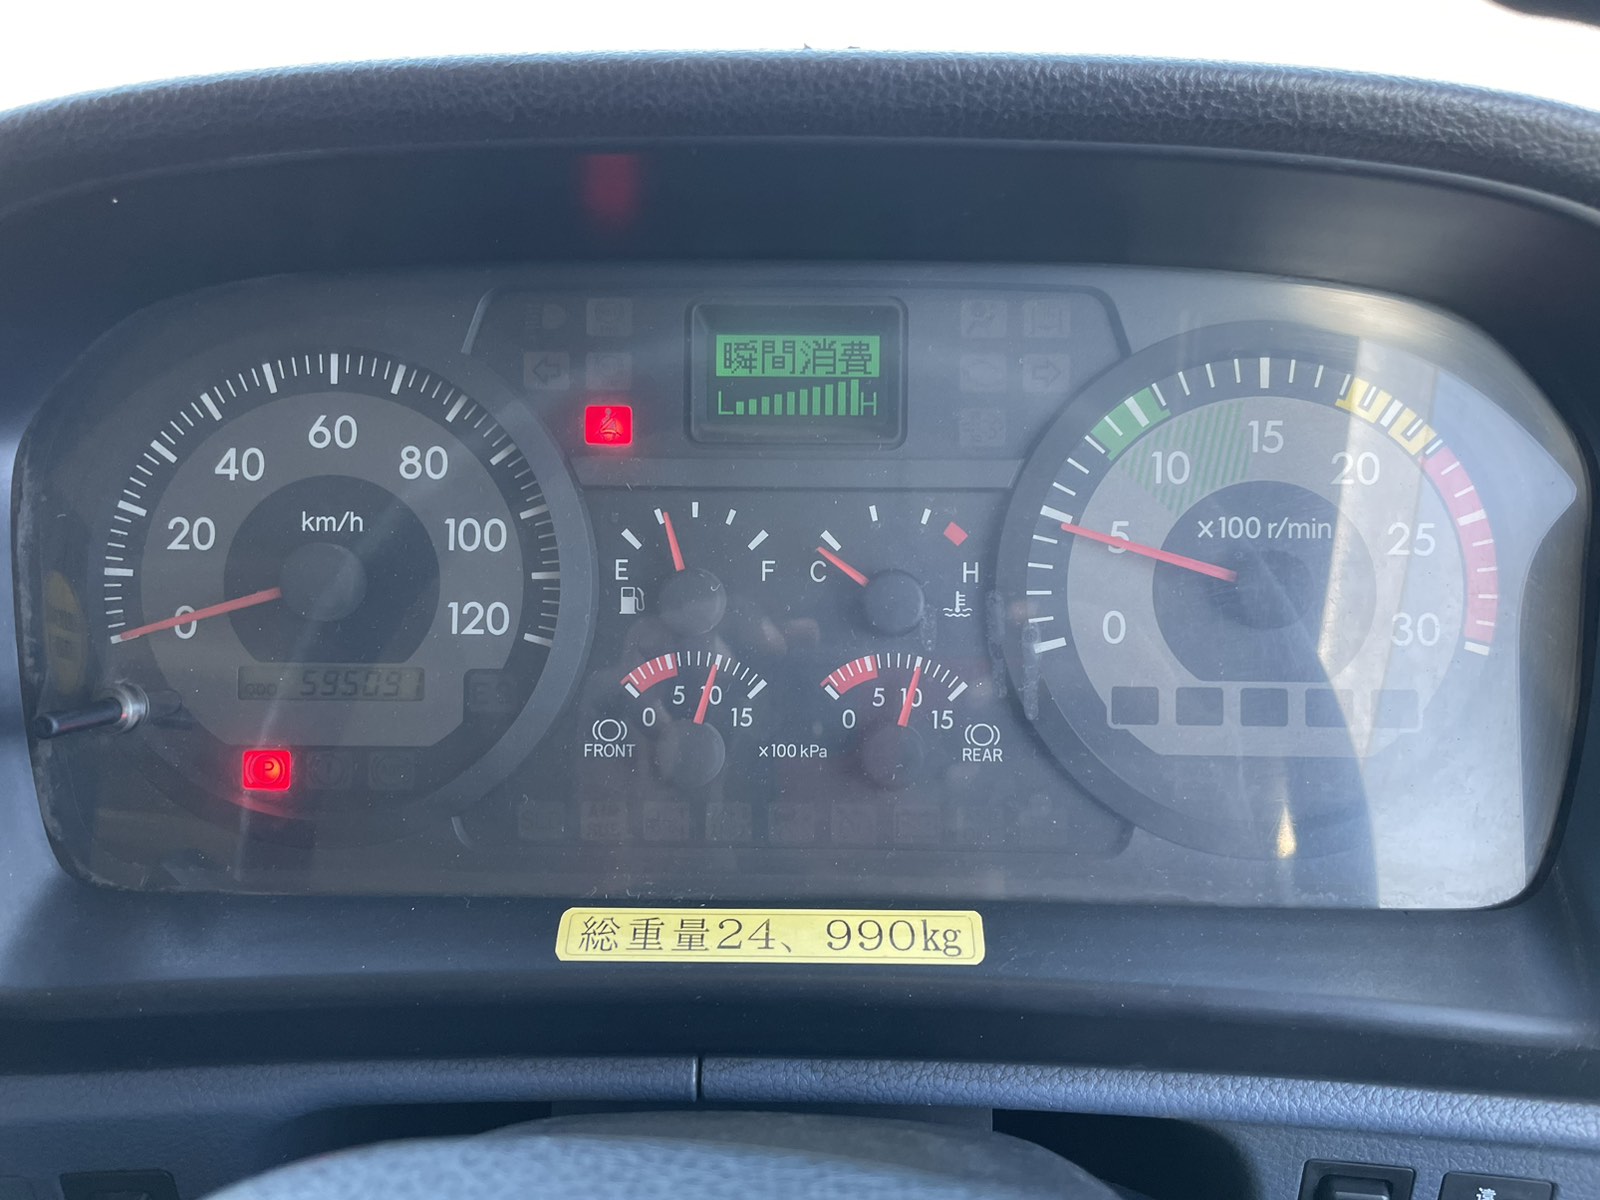 瞬間消費
L H
60
40 80
20 km/h 100
0 120
595091
P
E F
C H
0 5 10 15
FRONT
×100 kPa
0 5 10 15
REAR
15
10 20
5 ×100 r/min 25
0 30
総重量24、990kg